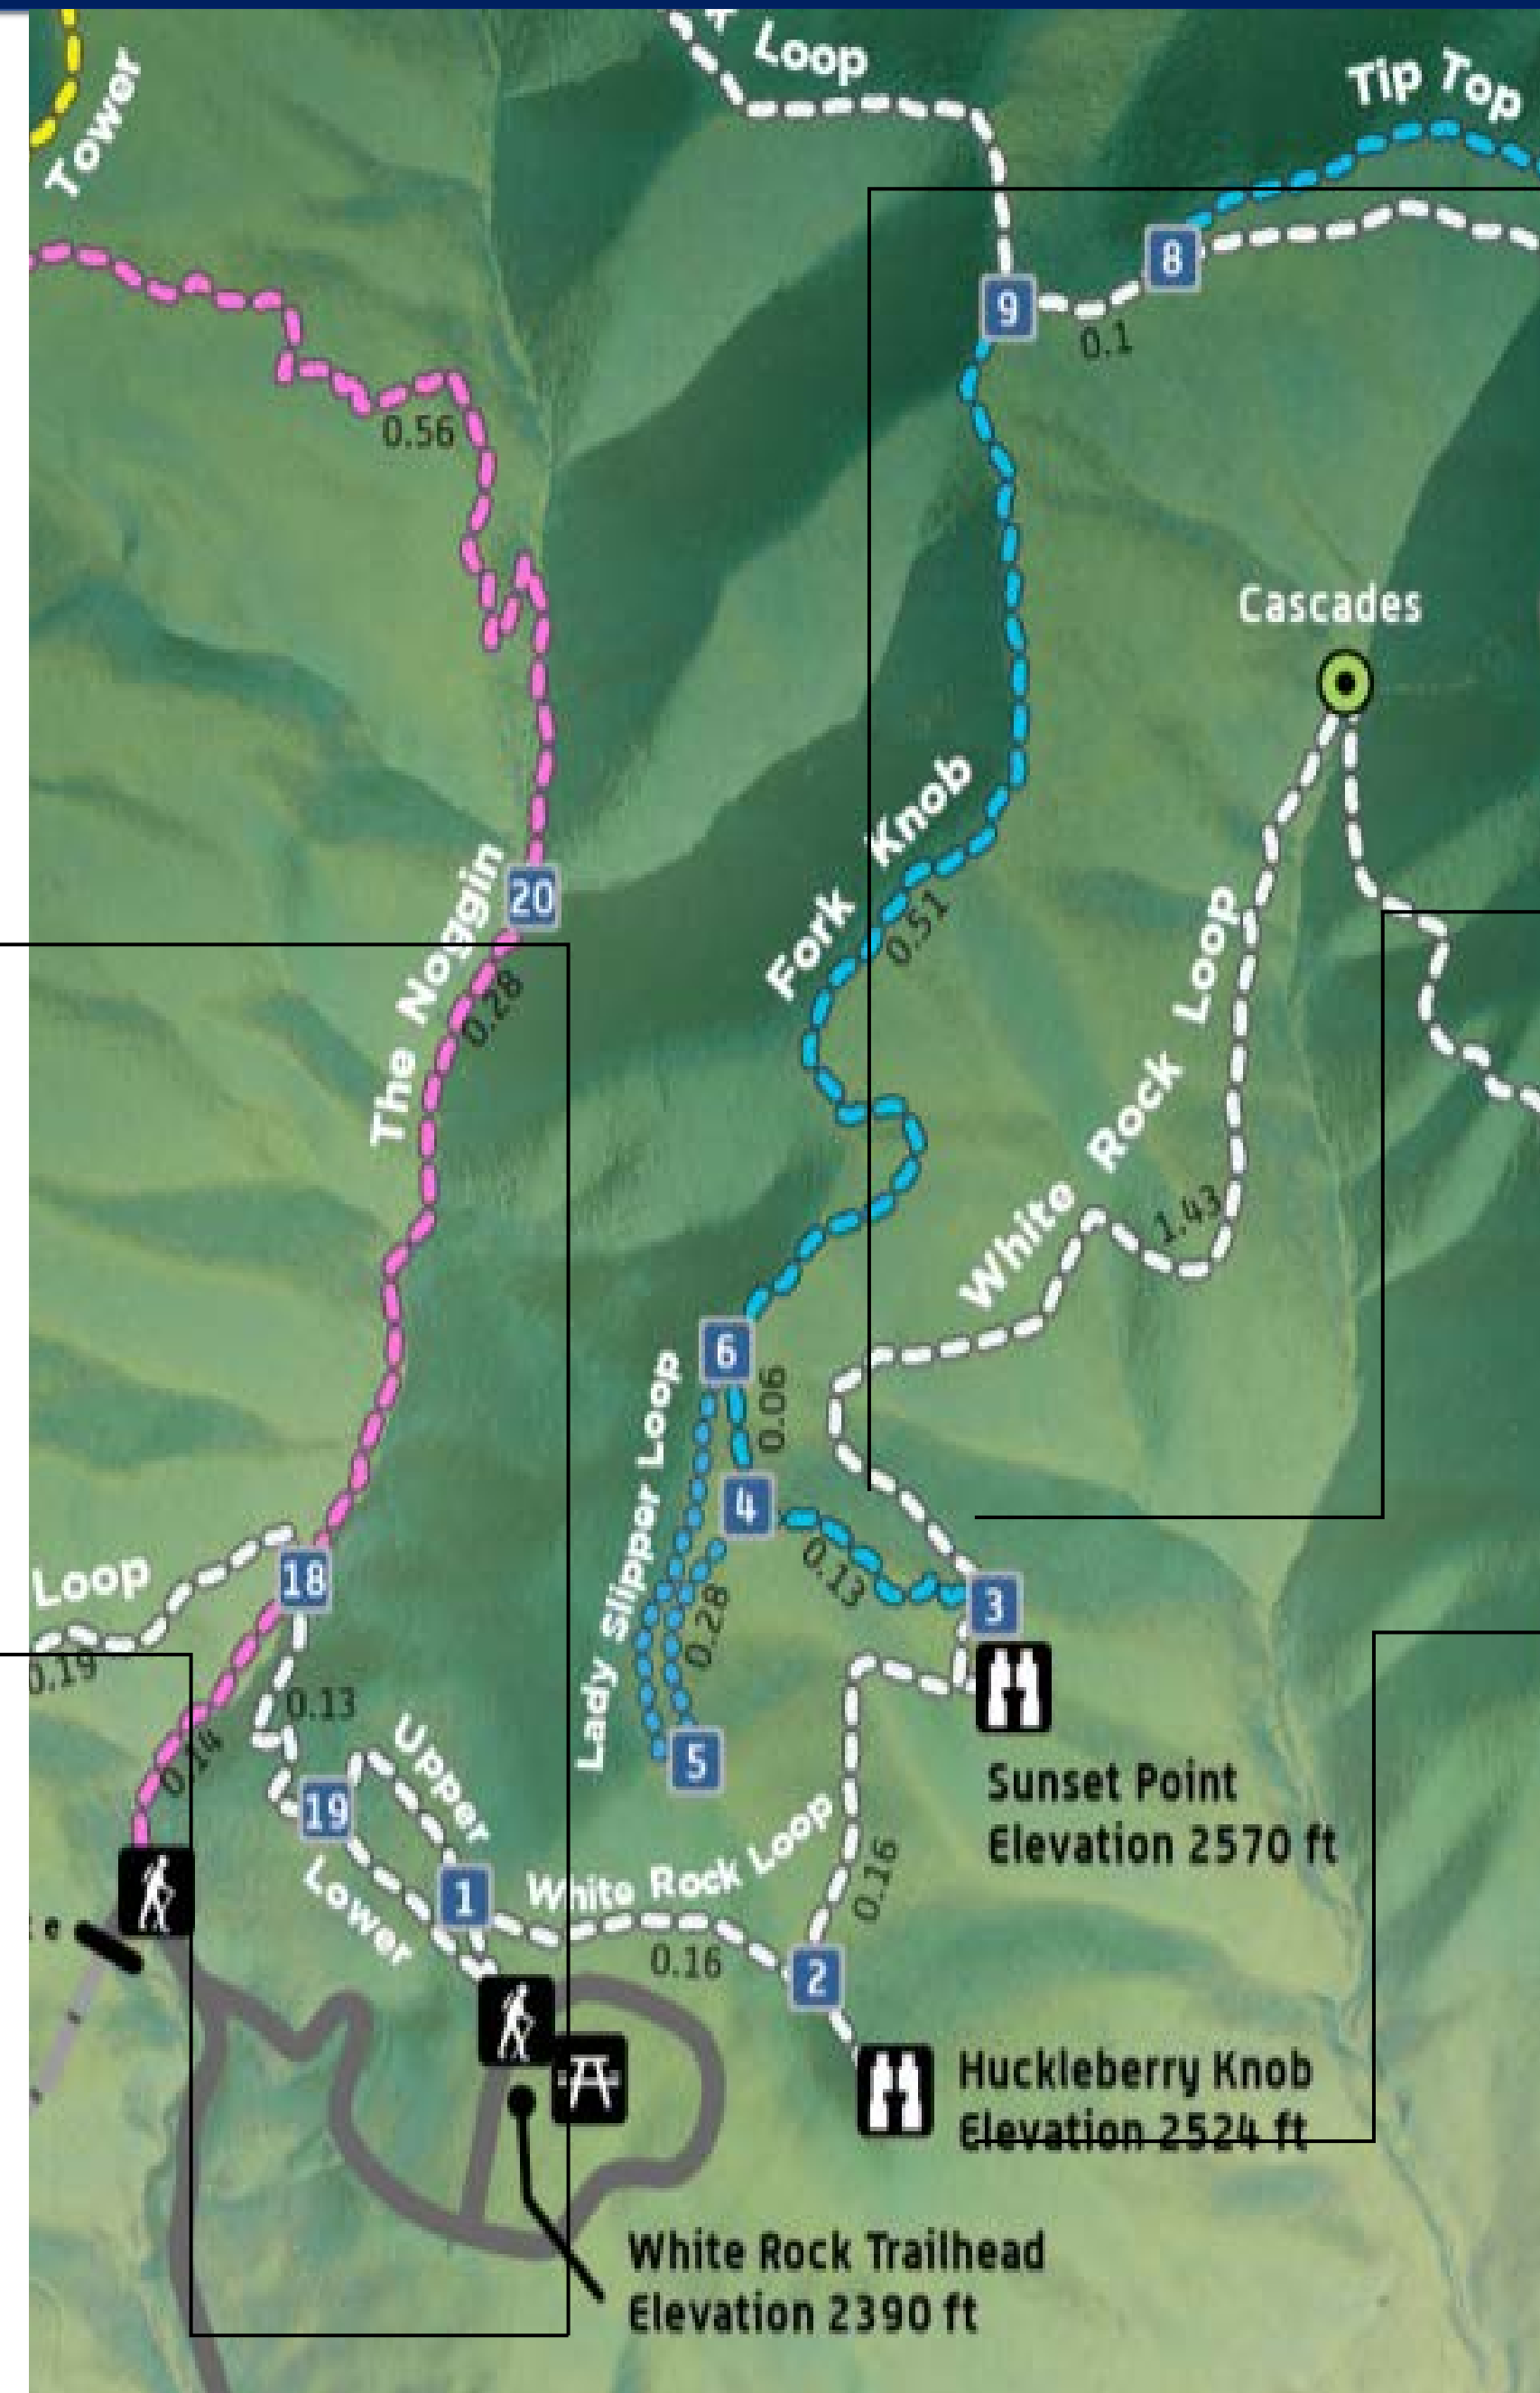 Loop
Tip Top
Tower
8
9
0.1
0.56
Cascades
Fork Knob
0.51
The Noggin
20
0.28
White Rock Loop
1.43
6
0.06
Lady Slipper Loop
4
0.13
0.28
3
Loop
18
0.19
0.13
0.14
5
Upper
19
Lower
1
White Rock Loop
0.16
0.16
2
Sunset Point
Elevation 2570 ft
Huckleberry Knob
Elevation 2524 ft
White Rock Trailhead
Elevation 2390 ft